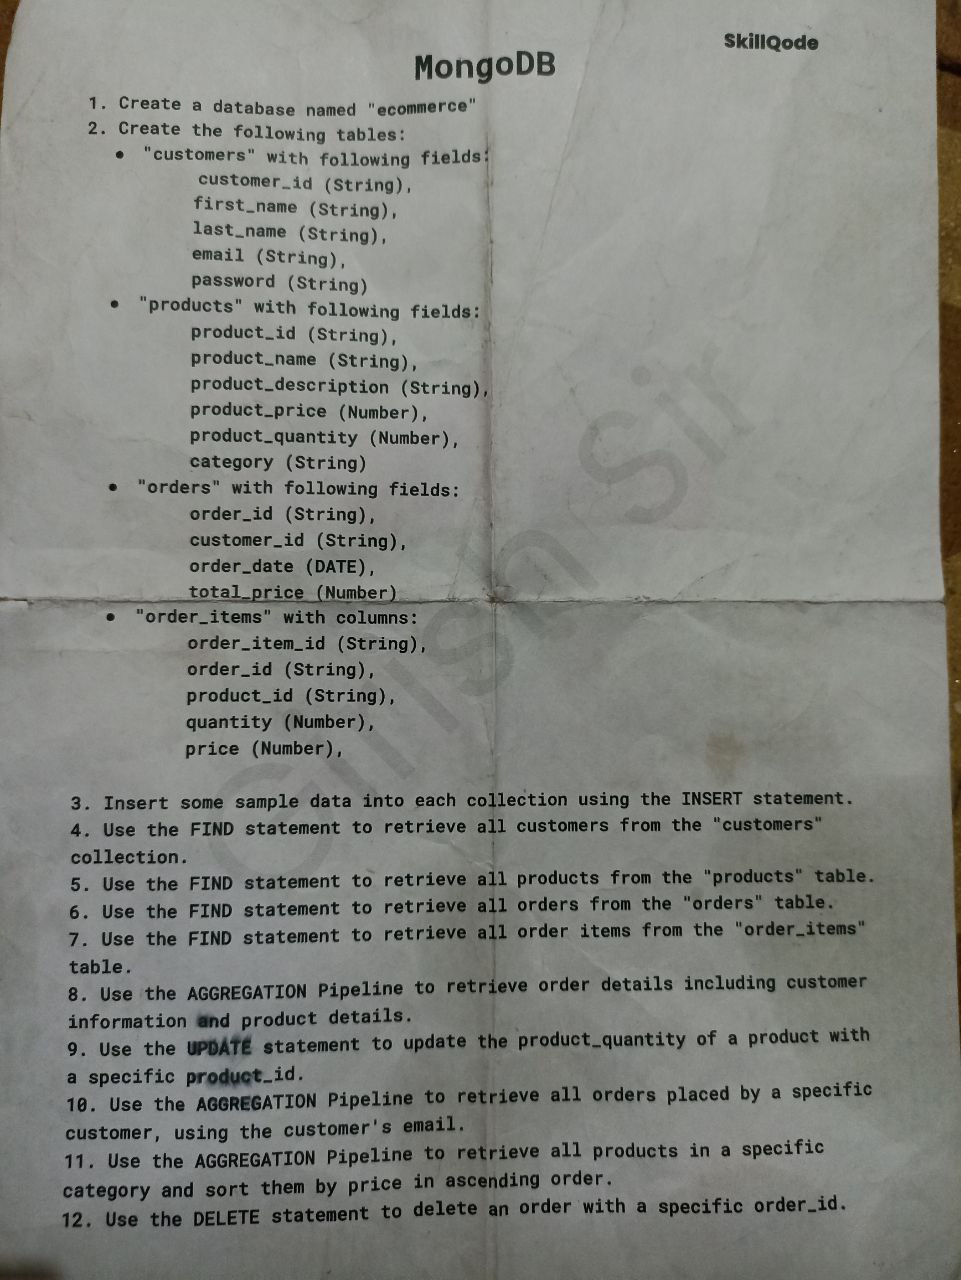 SkillQode
MongoDB
1. Create a database named "ecommerce"
2. Create the following tables:
• "customers" with following fields:
customer_id (String),
first_name (String),
last_name (String),
email (String),
password (String)
• "products" with following fields:
product_id (String),
product_name (String),
product_description (String),
product_price (Number),
product_quantity (Number),
category (String)
• "orders" with following fields:
order_id (String),
customer_id (String),
order_date (DATE),
total_price (Number)
• "order_items" with columns:
order_item_id (String),
order_id (String),
product_id (String),
quantity (Number),
price (Number),
3. Insert some sample data into each collection using the INSERT statement.
4. Use the FIND statement to retrieve all customers from the "customers"
collection.
5. Use the FIND statement to retrieve all products from the "products" table.
6. Use the FIND statement to retrieve all orders from the "orders" table.
7. Use the FIND statement to retrieve all order items from the "order_items"
table.
8. Use the AGGREGATION Pipeline to retrieve order details including customer
information and product details.
9. Use the UPDATE statement to update the product_quantity of a product with
a specific product_id.
10. Use the AGGREGATION Pipeline to retrieve all orders placed by a specific
customer, using the customer's email.
11. Use the AGGREGATION Pipeline to retrieve all products in a specific
category and sort them by price in ascending order.
12. Use the DELETE statement to delete an order with a specific order_id.
Sir